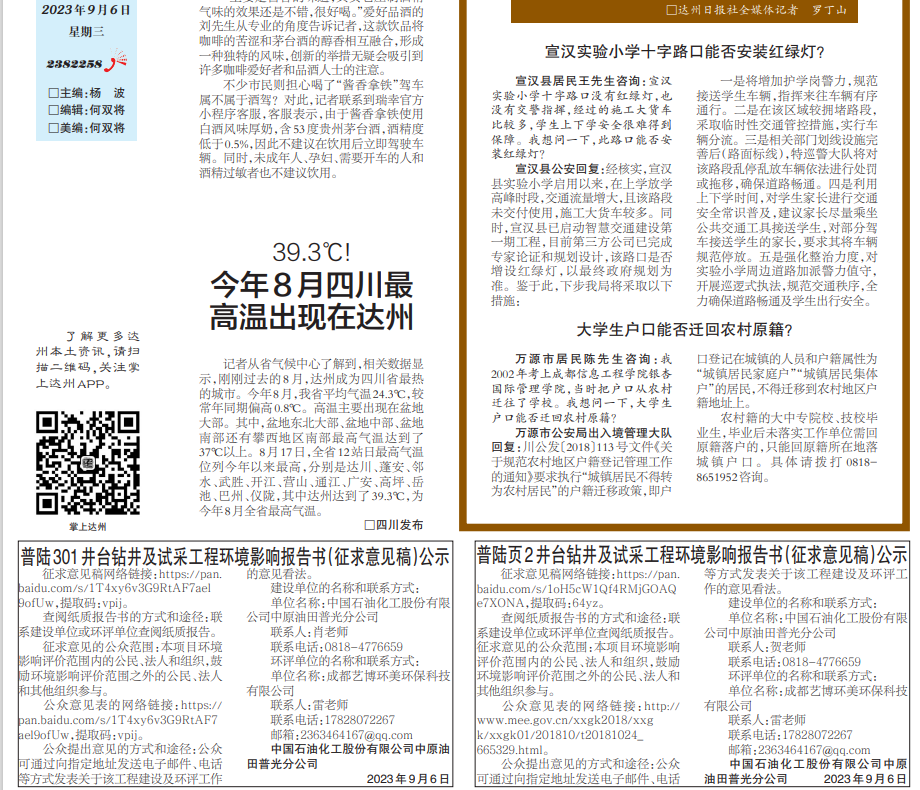 2023年9月6日
星期三
2382258
□主编:杨 波
□编辑:何双将
□美编:何双将
了解更多达
州本土资讯,请扫
描二维码,关注掌
上达州APP。
掌上达州
气味的效果还是不错,很好喝。”爱好品酒的
刘先生从专业的角度告诉记者,这款饮品将
咖啡的苦涩和茅台酒的醇香相互融合,形成
一种独特的风味,创新的举措无疑会吸引到
许多咖啡爱好者和品酒人士的注意。
不少市民则担心喝了“酱香拿铁”驾车
属不属于酒驾？对此,记者联系到瑞幸官方
小程序客服,客服表示,由于酱香拿铁使用
白酒风味厚奶,含53度贵州茅台酒,酒精度
低于0.5%,因此不建议在饮用后立即驾驶车
辆。同时,未成年人、孕妇、需要开车的人和
酒精过敏者也不建议饮用。
39.3℃!
今年8月四川最
高温出现在达州
记者从省气候中心了解到,相关数据显
示,刚刚过去的8月,达州成为四川省最热
的城市。今年8月,我省平均气温24.3℃,较
常年同期偏高0.8℃。高温主要出现在盆地
大部。其中,盆地东北大部、盆地中部、盆地
南部还有攀西地区南部最高气温达到了
37℃以上。8月17日,全省12站日最高气温
位列今年以来最高,分别是达川、蓬安、邻
水、武胜、开江、营山、通江、广安、高坪、岳
池、巴州、仪陇,其中达州达到了39.3℃,为
今年8月全省最高气温。
□四川发布
□达州日报社全媒体记者 罗丁山
宣汉实验小学十字路口能否安装红绿灯?
宣汉县居民王先生咨询:宣汉
实验小学十字路口没有红绿灯,也
没有交警指挥,经过的施工大货车
比较多,学生上下学安全很难得到
保障。我想问一下,此路口能否安
装红绿灯?
宣汉县公安回复:经核实,宣汉
县实验小学启用以来,在上学放学
高峰时段,交通流量增大,且该路段
未交付使用,施工大货车较多。同
时,宣汉县已启动智慧交通建设第
一期工程,目前第三方公司已完成
专家论证和规划设计,该路口是否
增设红绿灯,以最终政府规划为
准。鉴于此,下步我局将采取以下
措施:
一是将增加护学岗警力,规范
接送学生车辆,指挥来往车辆有序
通行。二是在该区域较拥堵路段,
采取临时性交通管控措施,实行车
辆分流。三是相关部门划线设施完
善后(路面标线),特巡警大队将对
该路段乱停乱放车辆依法进行处罚
或拖移,确保道路畅通。四是利用
上下学时间,对学生家长进行交通
安全常识普及,建议家长尽量乘坐
公共交通工具接送学生,对部分驾
车接送学生的家长,要求其将车辆
规范停放。五是强化整治力度,对
实验小学周边道路加派警力值守,
开展巡逻式执法,规范交通秩序,全
力确保道路畅通及学生出行安全。
大学生户口能否迁回农村原籍?
万源市居民陈先生咨询:我
2002年考上成都信息工程学院银杏
国际管理学院,当时把户口从农村
迁往了学校。我想问一下,大学生
户口能否迁回农村原籍?
万源市公安局出入境管理大队
回复:川公发[2018]113号文件《关
于规范农村地区户籍登记管理工作
的通知》要求执行“城镇居民不得转
为农村居民”的户籍迁移政策,即户
口登记在城镇的人员和户籍属性为
“城镇居民家庭户”“城镇居民集体
户”的居民,不得迁移到农村地区户
籍地址上。
农村籍的大中专院校、技校毕
业生,毕业后未落实工作单位需回
原籍落户的,只能回原籍所在地落
城镇户口。具体请拨打0818-
8651952咨询。
普陆301井台钻井及试采工程环境影响报告书(征求意见稿)公示
征求意见稿网络链接:https://pan.
baidu.com/s/1T4xy6v3G9RtAF7ael
9ofUw,提取码:vpij。
查阅纸质报告书的方式和途径:联
系建设单位或环评单位查阅纸质报告。
征求意见的公众范围:本项目环境
影响评价范围内的公民、法人和组织,鼓
励环境影响评价范围之外的公民、法人
和其他组织参与。
公众意见表的网络链接:https://
pan.baidu.com/s/1T4xy6v3G9RtAF7
ael9ofUw,提取码:vpij。
公众提出意见的方式和途径:公众
可通过向指定地址发送电子邮件、电话
等方式发表关于该工程建设及环评工作
的意见看法。
建设单位的名称和联系方式:
单位名称:中国石油化工股份有限
公司中原油田普光分公司
联系人:肖老师
联系电话:0818-4776659
环评单位的名称和联系方式:
单位名称:成都艺博环美环保科技
有限公司
联系人:雷老师
联系电话:17828072267
邮箱:2363464167@qq.com
中国石油化工股份有限公司中原油
田普光分公司
2023年9月6日
普陆页2井台钻井及试采工程环境影响报告书(征求意见稿)公示
征求意见稿网络链接:https://pan.
baidu.com/s/1oH5cW1Qf4RMjGOAQ
e7XONA,提取码:64yz。
查阅纸质报告书的方式和途径:联
系建设单位或环评单位查阅纸质报告。
征求意见的公众范围:本项目环境影响
评价范围内的公民、法人和组织,鼓励
环境影响评价范围之外的公民、法人和
其他组织参与。
公众意见表的网络链接:http://
www.mee.gov.cn/xxgk2018/xxg
k/xxgk01/201810/t20181024_
665329.html。
公众提出意见的方式和途径:公众
可通过向指定地址发送电子邮件、电话
等方式发表关于该工程建设及环评工
作的意见看法。
建设单位的名称和联系方式:
单位名称:中国石油化工股份有限
公司中原油田普光分公司
联系人:贺老师
联系电话:0818-4776659
环评单位的名称和联系方式:
单位名称:成都艺博环美环保科技
有限公司
联系人:雷老师
联系电话:17828072267
邮箱:2363464167@qq.com
中国石油化工股份有限公司中原
油田普光分公司 2023年9月6日